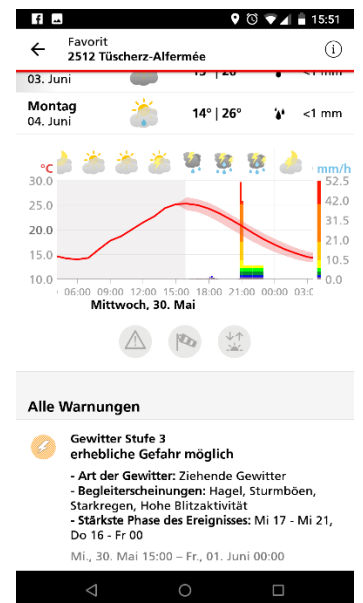 15:51
Favorit
2512 Tüscherz-Alfermée
03. Juni
<1 mm
Montag
04. Juni
14° | 26°
<1 mm
°C
mm/h
30.0
25.0
20.0
15.0
10.0
52.5
42.0
31.5
21.0
10.5
0.0
06:00 09:00 12:00 15:00 18:00 21:00 00:00
Mittwoch, 30. Mai
Alle Warnungen
Gewitter Stufe 3
erhebliche Gefahr möglich
- Art der Gewitter: Ziehende Gewitter
- Begleiterscheinungen: Hagel, Sturmböen,
Starkregen, Hohe Blitzaktivität
- Stärkste Phase des Ereignisses: Mi 17 - Mi 21,
Do 16 - Fr 00
Mi., 30. Mai 15:00 – Fr., 01. Juni 00:00